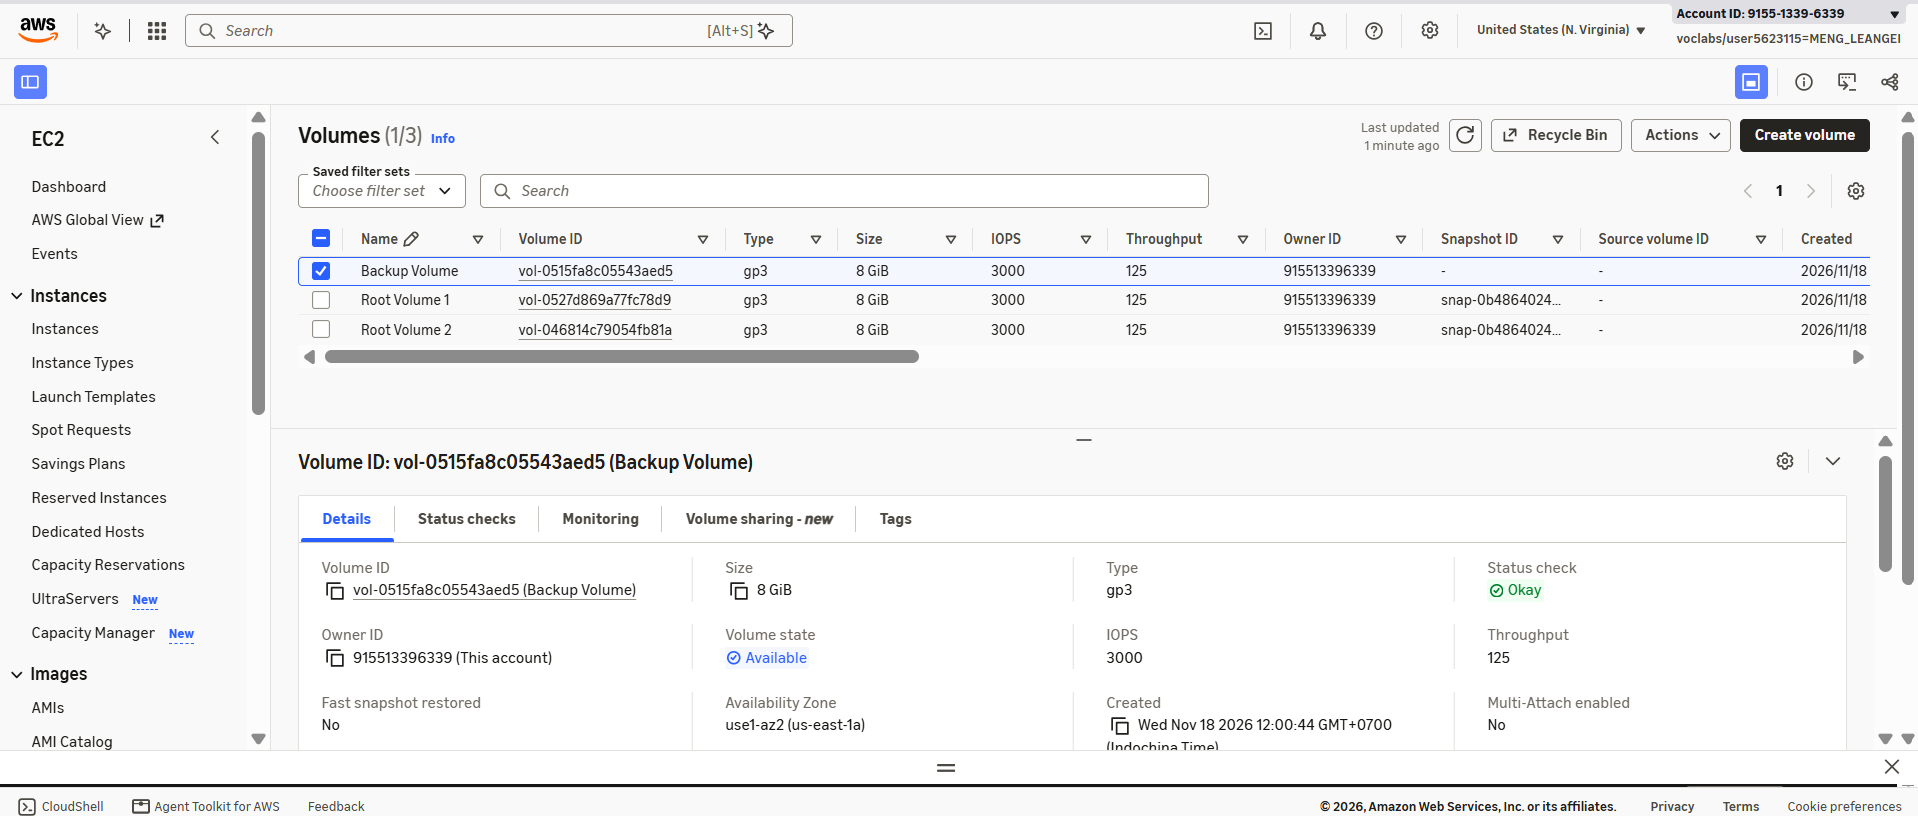 aws
Search [Alt+S]
United States (N. Virginia)
Account ID: 9155-1339-6339
voclabs/user5623115=MENG_LEANGEI
EC2
Dashboard
AWS Global View
Events
Instances
Instances
Instance Types
Launch Templates
Spot Requests
Savings Plans
Reserved Instances
Dedicated Hosts
Capacity Reservations
UltraServers New
Capacity Manager New
Images
AMIs
AMI Catalog
Volumes (1/3) Info
Last updated
1 minute ago
Recycle Bin
Actions
Create volume
Saved filter sets
Choose filter set
Search
1
Name Volume ID Type Size IOPS Throughput Owner ID Snapshot ID Source volume ID Created
Backup Volume vol-0515fa8c05543aed5 gp3 8 GiB 3000 125 915513396339 - - 2026/11/18
Root Volume 1 vol-0527d869a77fc78d9 gp3 8 GiB 3000 125 915513396339 snap-0b4864024... - 2026/11/18
Root Volume 2 vol-046814c79054fb81a gp3 8 GiB 3000 125 915513396339 snap-0b4864024... - 2026/11/18
Volume ID: vol-0515fa8c05543aed5 (Backup Volume)
Details Status checks Monitoring Volume sharing - new Tags
Volume ID Size Type Status check
vol-0515fa8c05543aed5 (Backup Volume) 8 GiB gp3 Okay
Owner ID Volume state IOPS Throughput
915513396339 (This account) Available 3000 125
Fast snapshot restored Availability Zone Created Multi-Attach enabled
No use1-az2 (us-east-1a) Wed Nov 18 2026 12:00:44 GMT+0700 No
(Indochina Time)
CloudShell Agent Toolkit for AWS Feedback
© 2026, Amazon Web Services, Inc. or its affiliates. Privacy Terms Cookie preferences